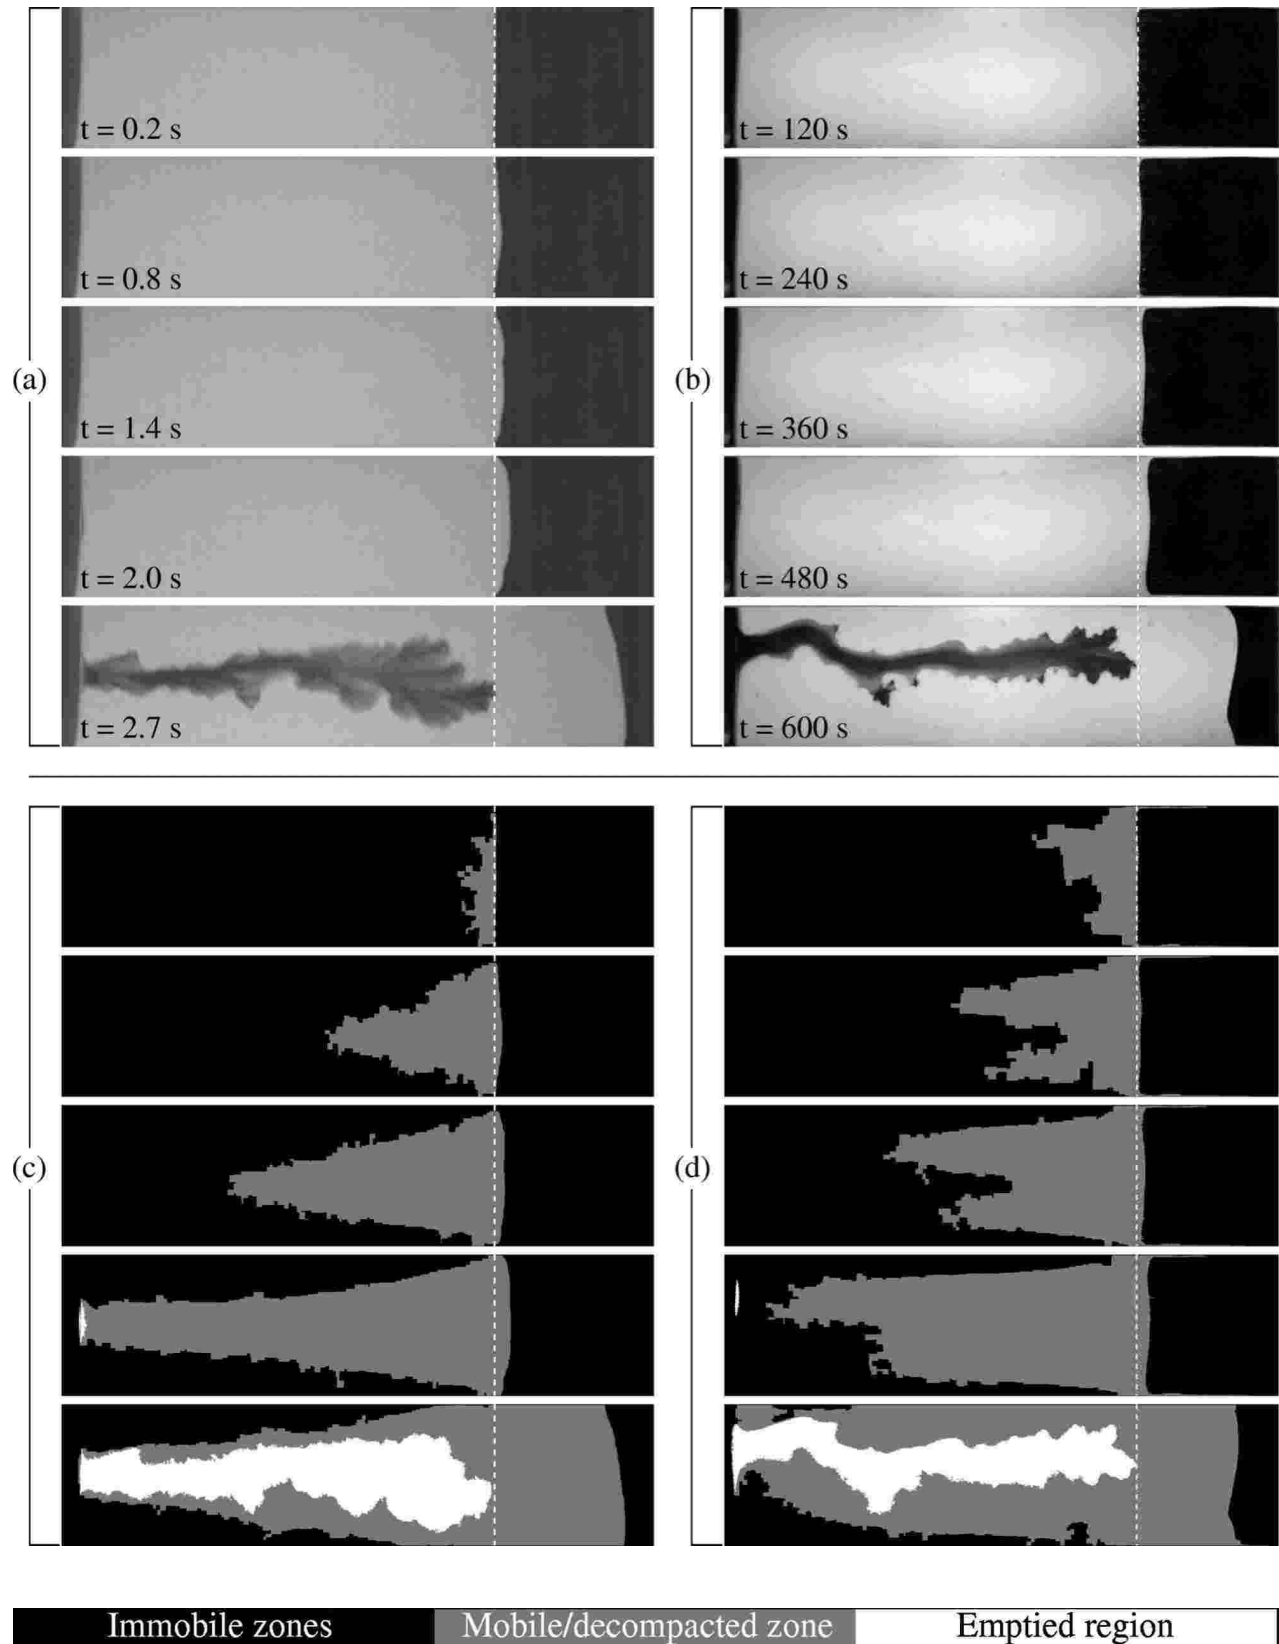 t = 0.2 s
t = 0.8 s
(a)
t = 1.4 s
t = 2.0 s
t = 2.7 s
t = 120 s
t = 240 s
(b)
t = 360 s
t = 480 s
t = 600 s
(c)
(d)
Immobile zones
Mobile/decompacted zone
Emptied region